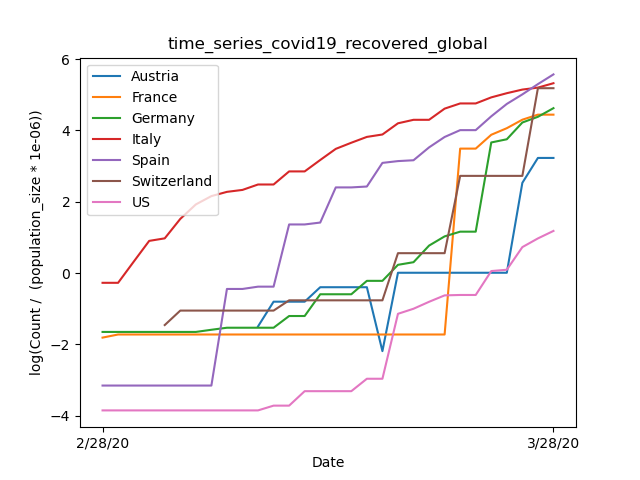 time_series_covid19_recovered_global
log(Count /  (population_size * 1e-06))
6
4
2
0
−2
−4
Austria
France
Germany
Italy
Spain
Switzerland
US
2/28/20
3/28/20
Date